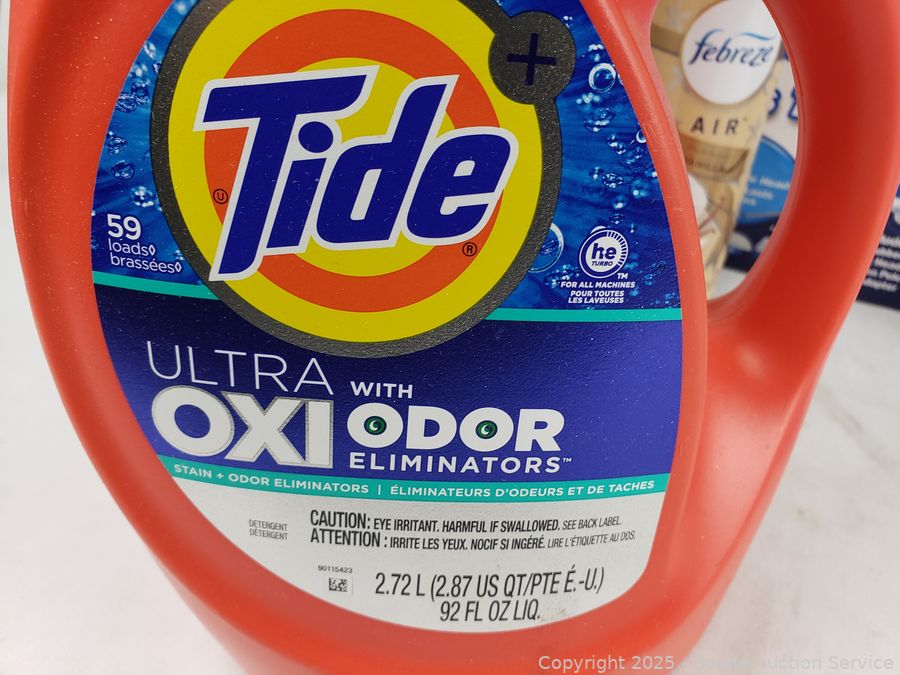 +
Tide
®
59
loads◊
brassées◊
he
TURBO
™
FOR ALL MACHINES
POUR TOUTES
LES LAVEUSES
ULTRA
OXI
WITH
ODOR
ELIMINATORS™
STAIN + ODOR ELIMINATORS | ÉLIMINATEURS D'ODEURS ET DE TACHES
DETERGENT
DÉTERGENT
CAUTION: EYE IRRITANT. HARMFUL IF SWALLOWED. SEE BACK LABEL.
ATTENTION : IRRITE LES YEUX. NOCIF SI INGÉRÉ. LIRE L'ÉTIQUETTE AU DOS.
90115423
2.72 L (2.87 US QT/PTE É.-U.)
92 FL OZ LIQ.
febreze
AIR
Copyright 2025 - Auction Service